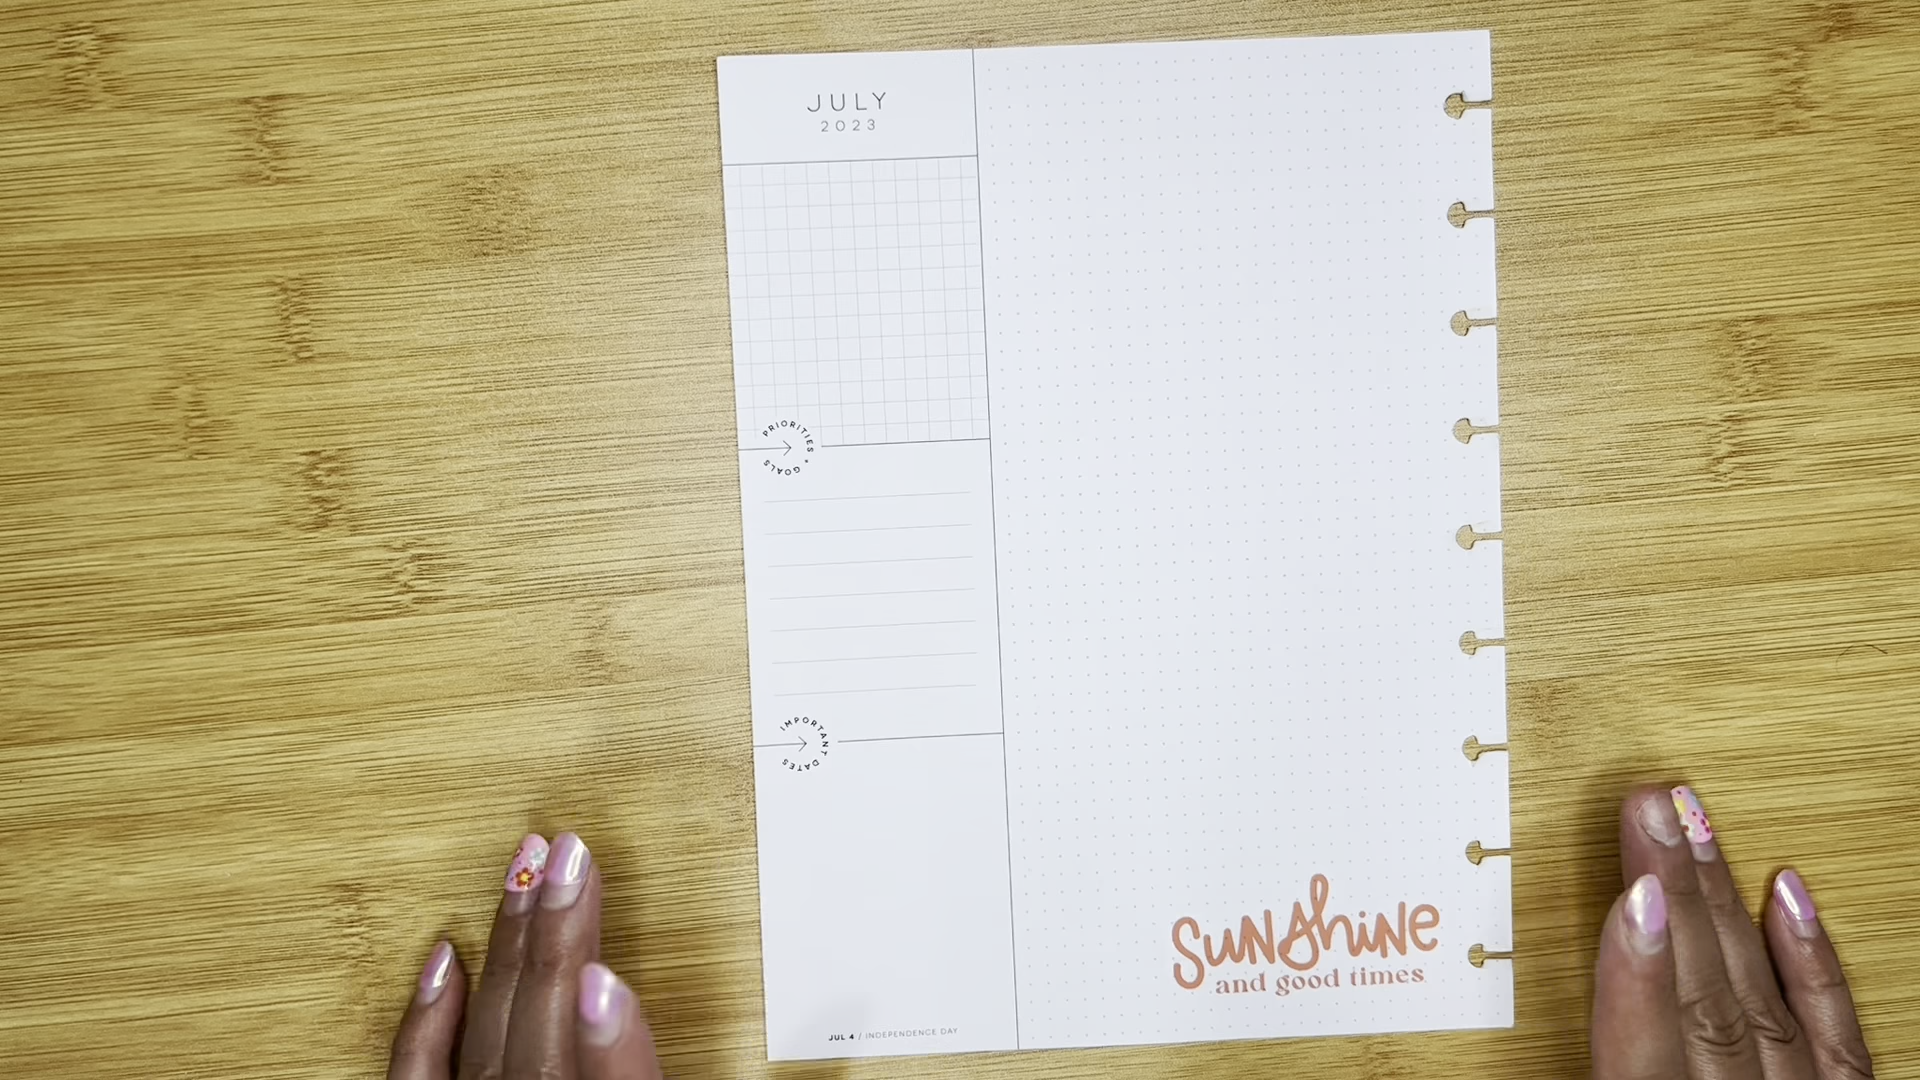 JULY
2023
PRIORITIES + GOALS
IMPORTANT DATES
JUL 4 / INDEPENDENCE DAY
SUNShiNe
and good times